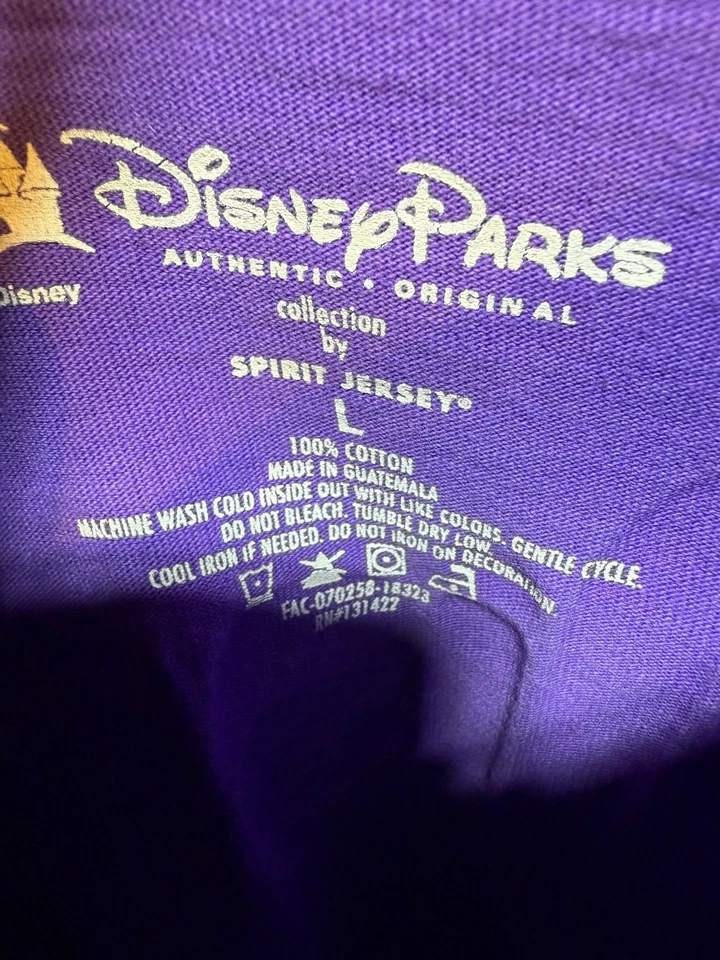 Disney Parks
AUTHENTIC • ORIGINAL
Disney
collection
by
SPIRIT JERSEY®
L
100% COTTON
MADE IN GUATEMALA
MACHINE WASH COLD INSIDE OUT WITH LIKE COLORS. GENTLE CYCLE.
DO NOT BLEACH. TUMBLE DRY LOW.
COOL IRON IF NEEDED. DO NOT IRON ON DECORATION.
FAC-070258-18323
RN#131422